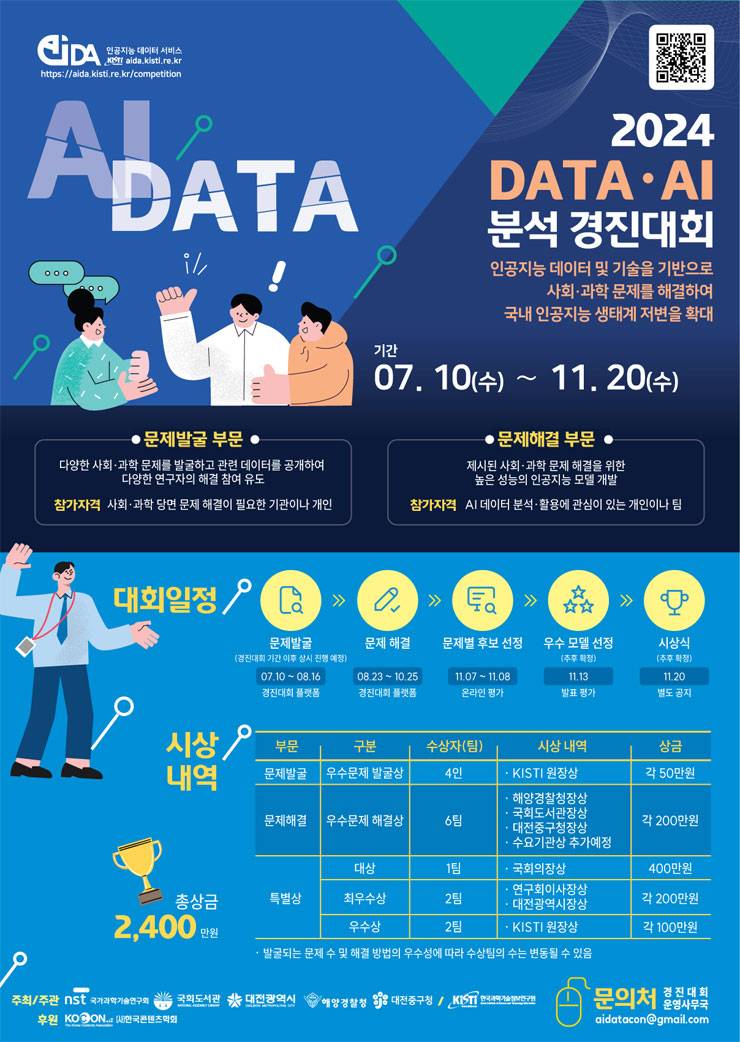 AiDA 인공지능 데이터 서비스
KISTI aida.kisti.re.kr
https://aida.kisti.re.kr/competition
AI
DATA
2024
DATA·AI
분석 경진대회
인공지능 데이터 및 기술을 기반으로
사회·과학 문제를 해결하여
국내 인공지능 생태계 저변을 확대
기간
07. 10(수) ~ 11. 20(수)
문제발굴 부문
다양한 사회·과학 문제를 발굴하고 관련 데이터를 공개하여
다양한 연구자의 해결 참여 유도
참가자격 사회·과학 당면 문제 해결이 필요한 기관이나 개인
문제해결 부문
제시된 사회·과학 문제 해결을 위한
높은 성능의 인공지능 모델 개발
참가자격 AI 데이터 분석·활용에 관심이 있는 개인이나 팀
대회일정
문제발굴
(경진대회 기간 이후 상시 진행 예정)
07.10 ~ 08.16
경진대회 플랫폼
문제 해결
08.23 ~ 10.25
경진대회 플랫폼
문제별 후보 선정
11.07 ~ 11.08
온라인 평가
우수 모델 선정
(추후 확정)
11.13
발표 평가
시상식
(추후 확정)
11.20
별도 공지
시상
내역
부문 구분 수상자(팀) 시상 내역 상금
문제발굴 우수문제 발굴상 4인 · KISTI 원장상 각 50만원
문제해결 우수문제 해결상 6팀 · 해양경찰청장상
· 국회도서관장상
· 대전중구청장상
· 수요기관상 추가예정
각 200만원
특별상 대상 1팀 · 국회의장상 400만원
최우수상 2팀 · 연구회이사장상
· 대전광역시장상
각 200만원
우수상 2팀 · KISTI 원장상 각 100만원
· 발굴되는 문제 수 및 해결 방법의 우수성에 따라 수상팀의 수는 변동될 수 있음
총상금
2,400 만원
주최/주관 nst 국가과학기술연구회 국회도서관 대전광역시 해양경찰청 대전중구청 / KISTI 한국과학기술정보연구원
후원 KOCON.a.E (사)한국콘텐츠학회
문의처 경진대회
운영사무국
aidatacon@gmail.com